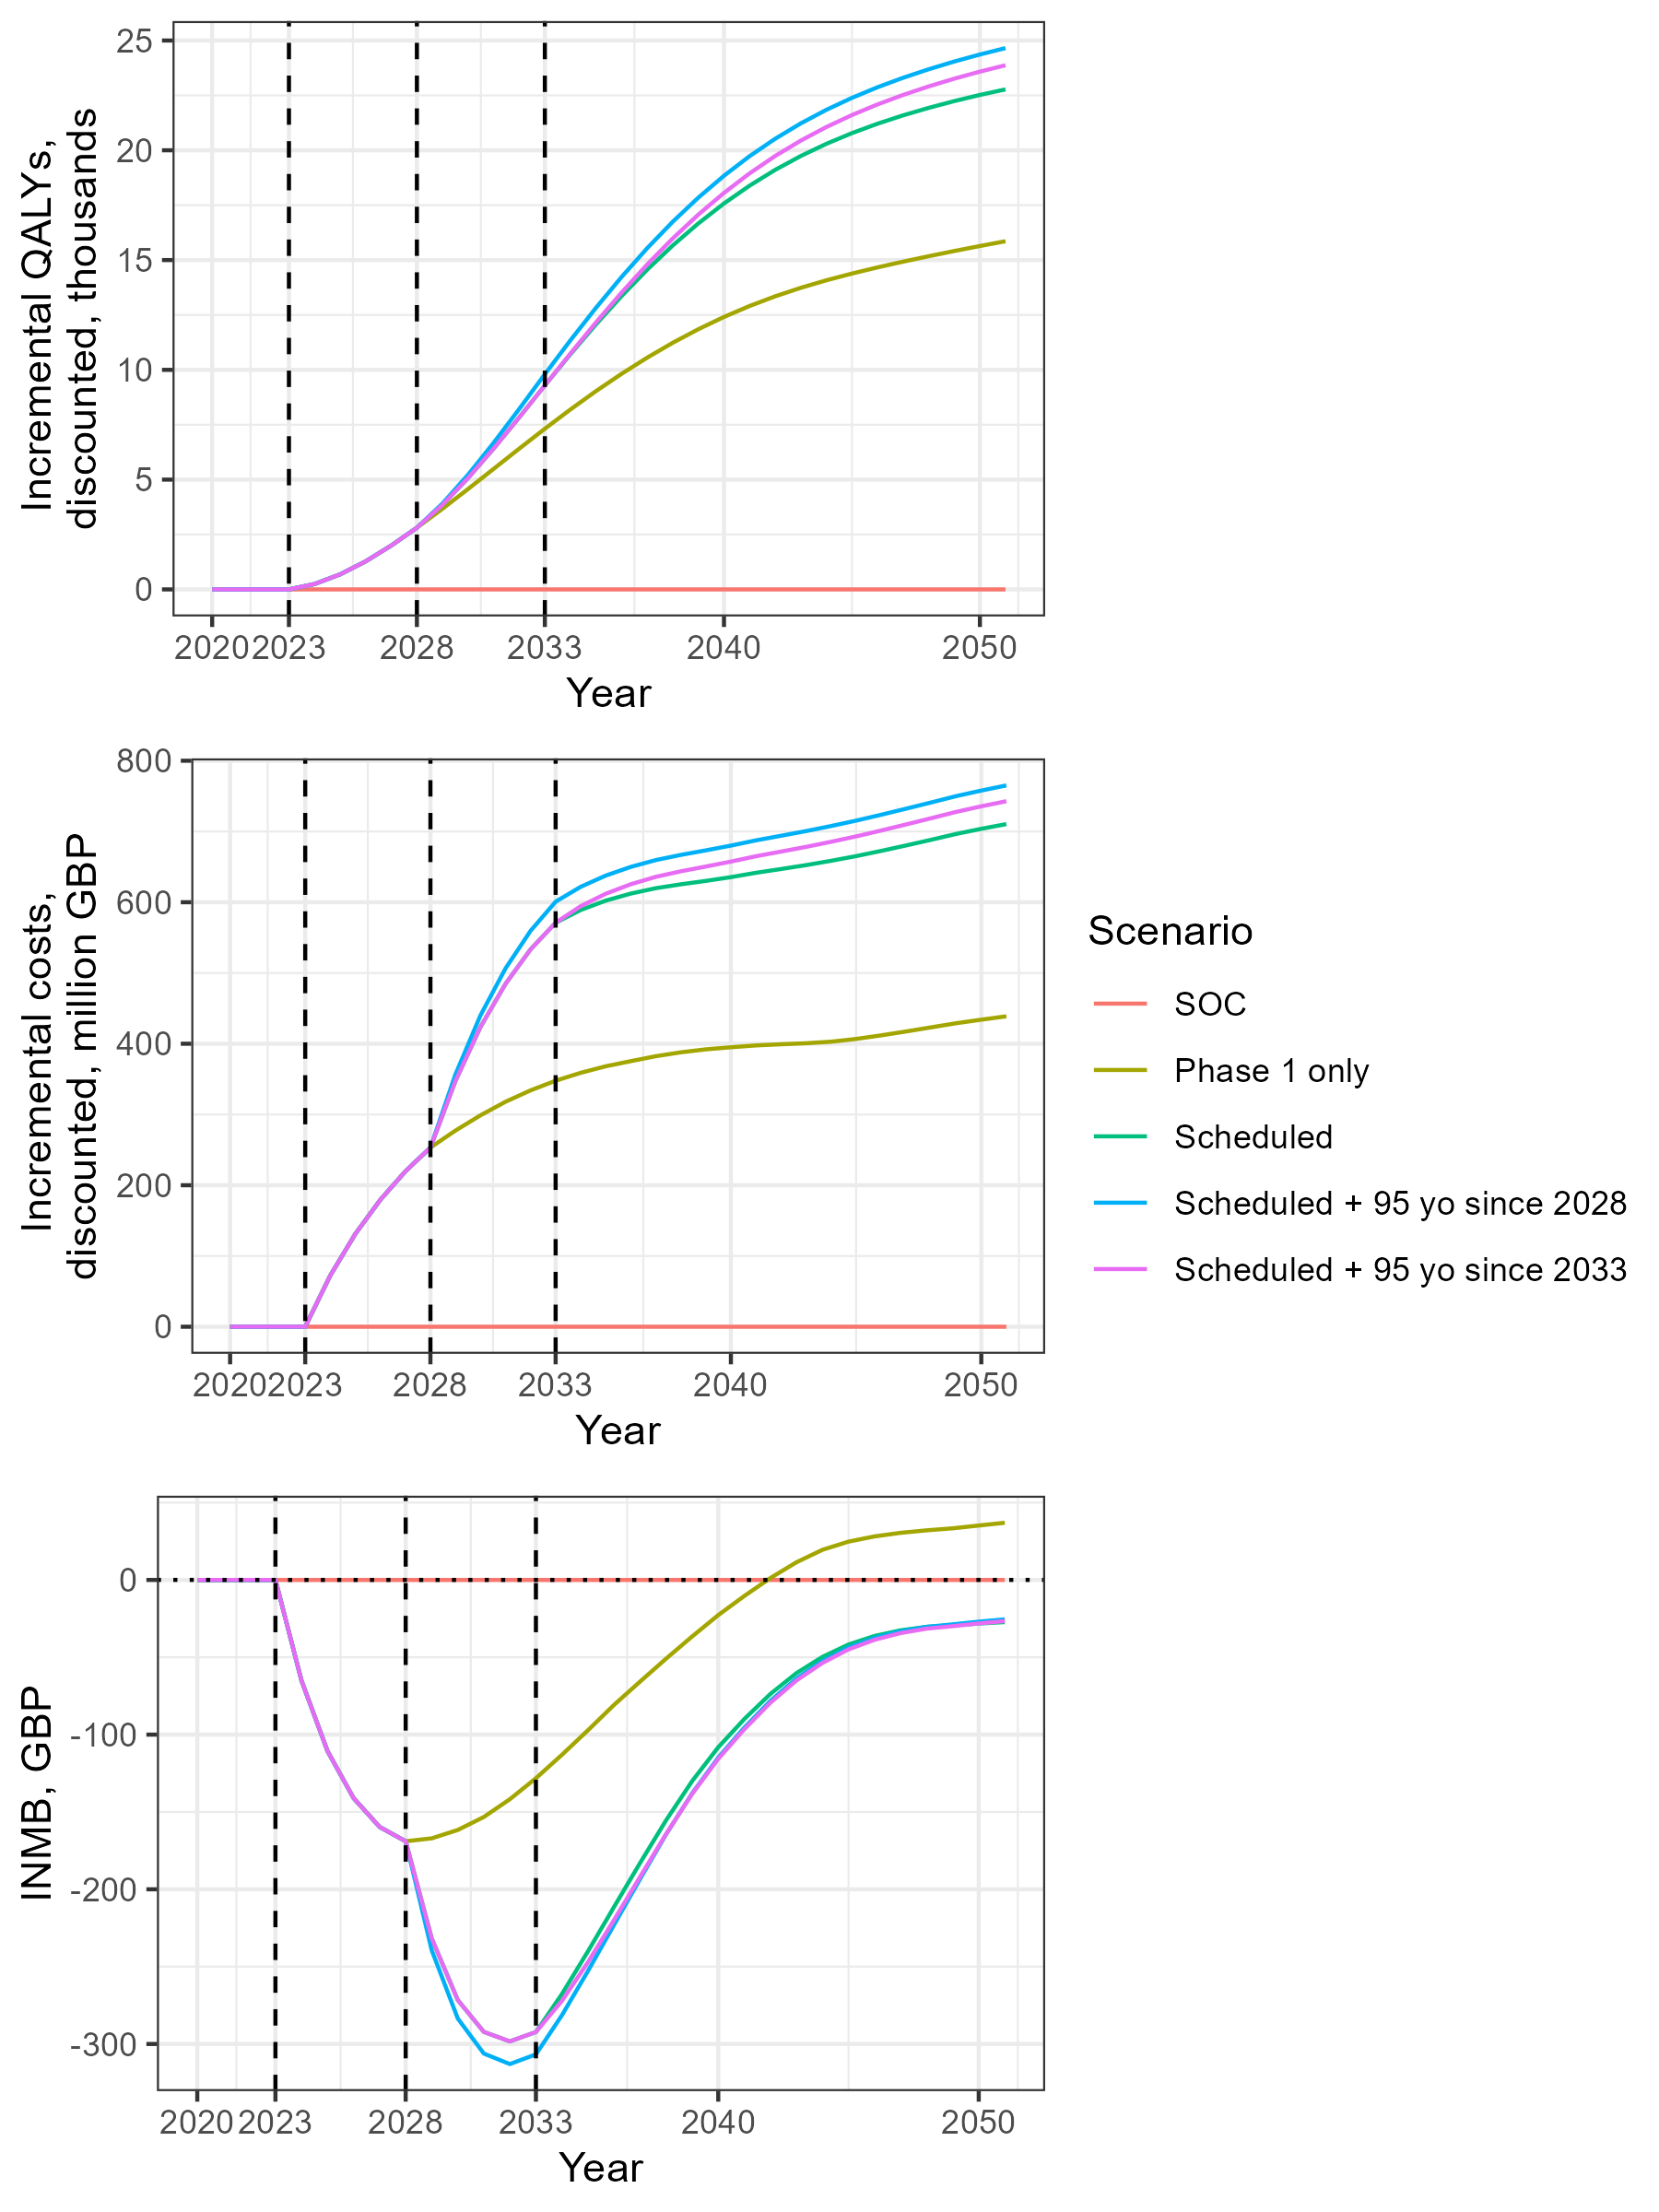 Incremental QALYs,
discounted, thousands
25
20
15
10
5
0
2020 2023 2028 2033 2040 2050
Year
Incremental costs,
discounted, million GBP
800
600
400
200
0
2020 2023 2028 2033 2040 2050
Year
Scenario
SOC
Phase 1 only
Scheduled
Scheduled + 95 yo since 2028
Scheduled + 95 yo since 2033
INMB, GBP
0
-100
-200
-300
2020 2023 2028 2033 2040 2050
Year